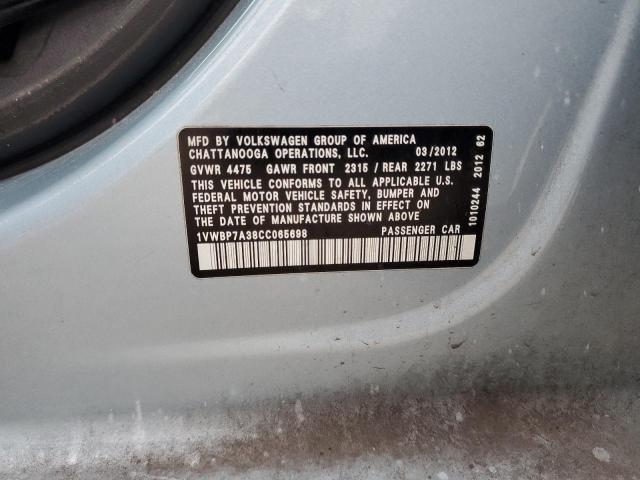 MFD BY VOLKSWAGEN GROUP OF AMERICA
CHATTANOOGA OPERATIONS, LLC. 03/2012
GVWR 4475 GAWR FRONT 2315 / REAR 2271 LBS
THIS VEHICLE CONFORMS TO ALL APPLICABLE U.S.
FEDERAL MOTOR VEHICLE SAFETY, BUMPER AND
THEFT PREVENTION STANDARDS IN EFFECT ON
THE DATE OF MANUFACTURE SHOWN ABOVE
1VWBP7A38CC065698 PASSENGER CAR
1010244 2012 62